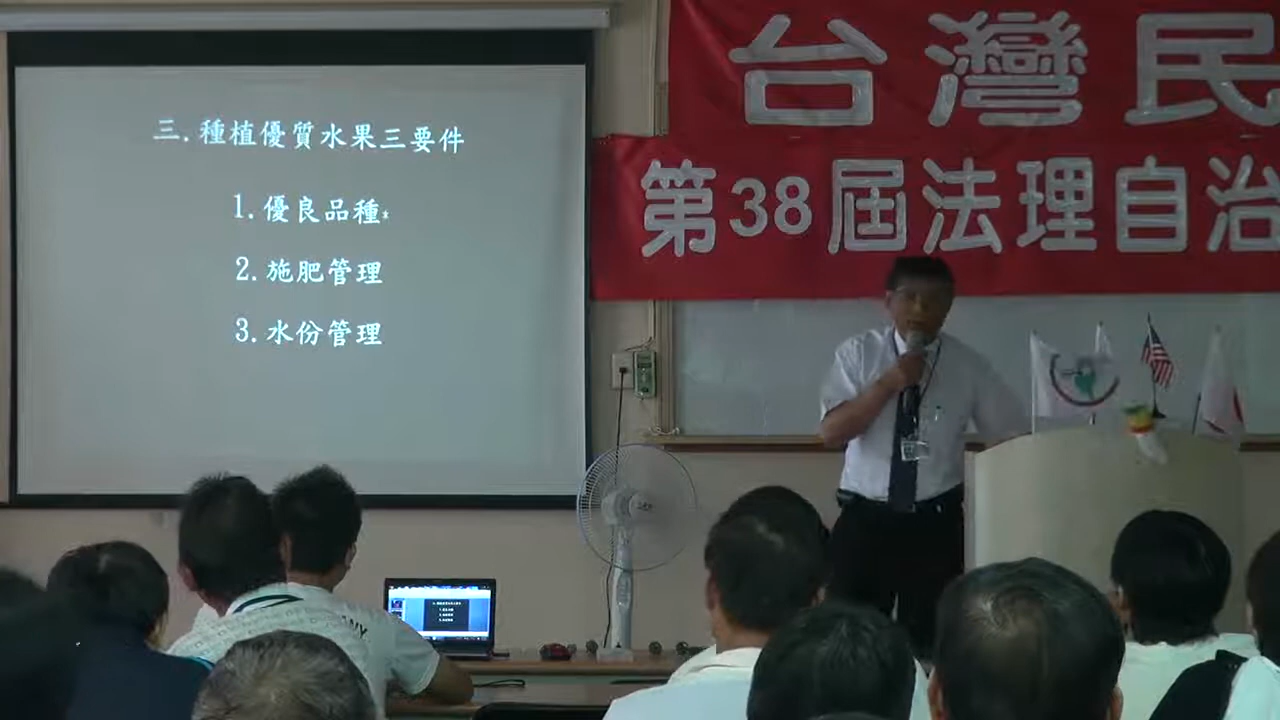 三.種植優質水果三要件
1.優良品種
2.施肥管理
3.水份管理
台灣民
第38屆法理自治
NY